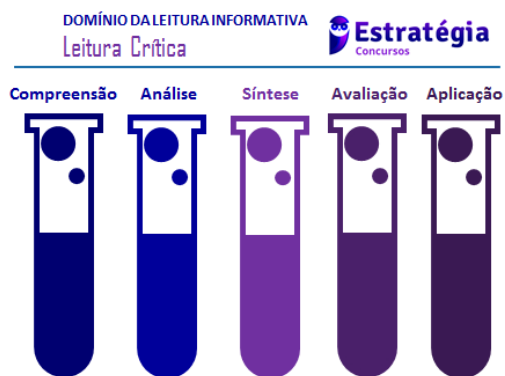 DOMÍNIO DA LEITURA INFORMATIVA
Leitura Crítica
Estratégia
Concursos
Compreensão Análise Síntese Avaliação Aplicação